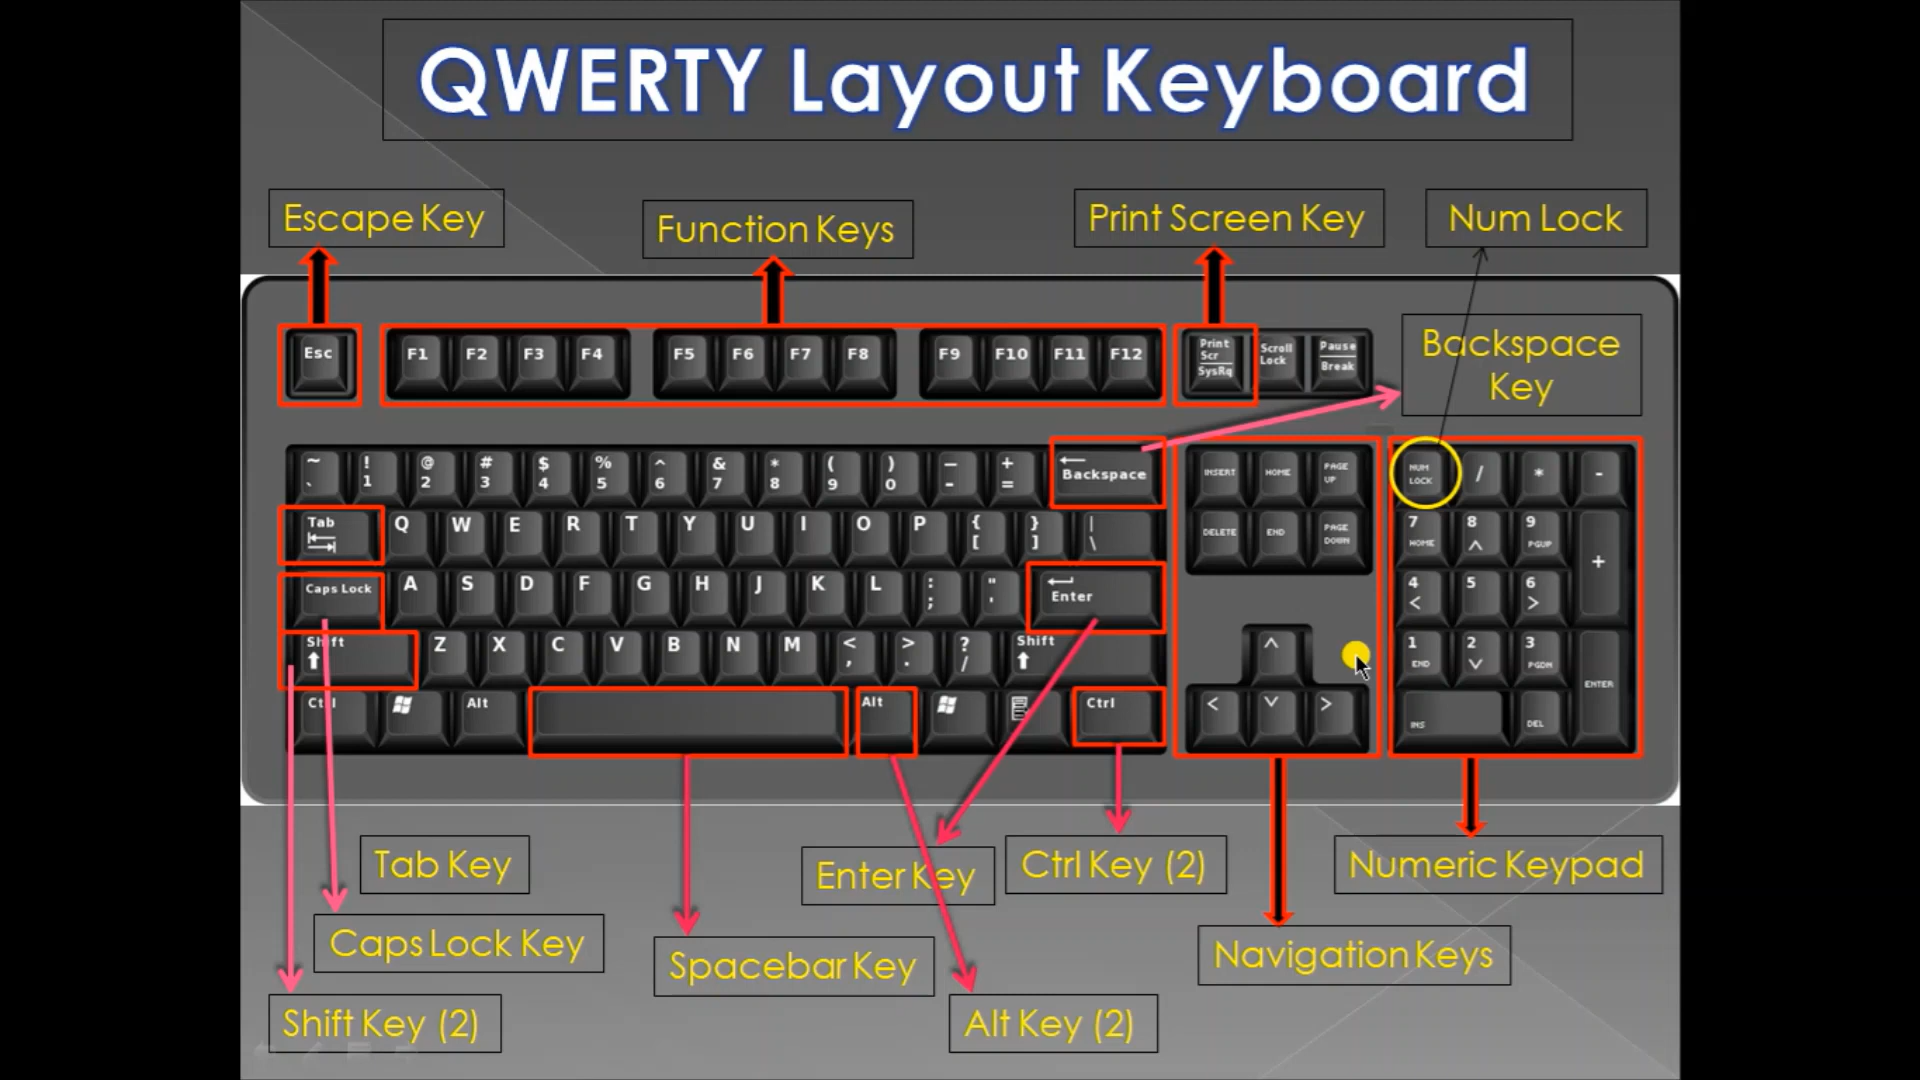 QWERTY Layout Keyboard
Escape Key
Function Keys
Print Screen Key
Num Lock
Backspace
Key
Esc
F1 F2 F3 F4 F5 F6 F7 F8 F9 F10 F11 F12
Print
Scr
SysRq
Scroll
Lock
Pause
Break
~ ! @ # $ % ^ & * ( ) — +
` 1 2 3 4 5 6 7 8 9 0 - =
← Backspace
INSERT HOME PAGE UP
NUM LOCK / * -
Tab Q W E R T Y U I O P { [ } ] | \
DELETE END PAGE DOWN
7 HOME 8 ^ 9 PGUP +
Caps Lock A S D F G H J K L : ; " ' Enter
4 < 5 6 >
Shift Z X C V B N M < , > . ? / Shift
^
1 END 2 v 3 PGDN ENTER
Ctrl Alt Alt Ctrl
< v >
INS DEL
Tab Key
Caps Lock Key
Shift Key (2)
Spacebar Key
Enter Key
Alt Key (2)
Ctrl Key (2)
Navigation Keys
Numeric Keypad